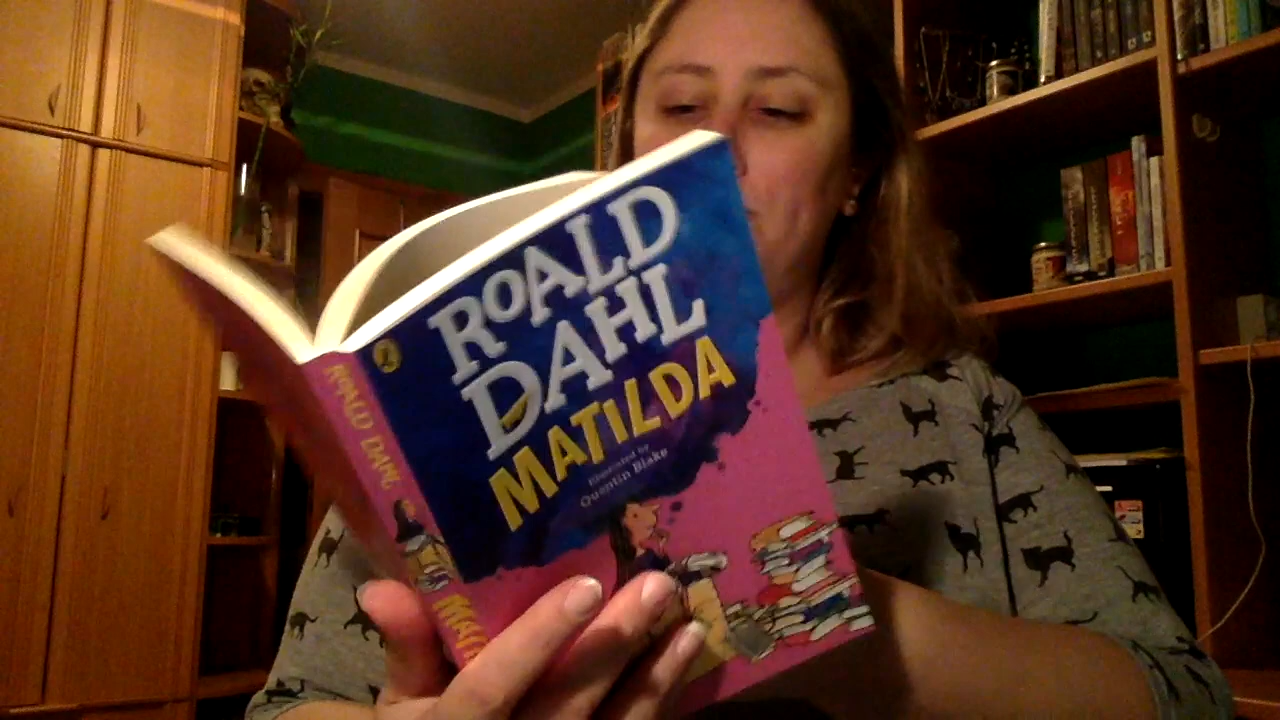 ROALD
DAHL
MATILDA
Illustrated by
Quentin Blake
ROALD DAHL